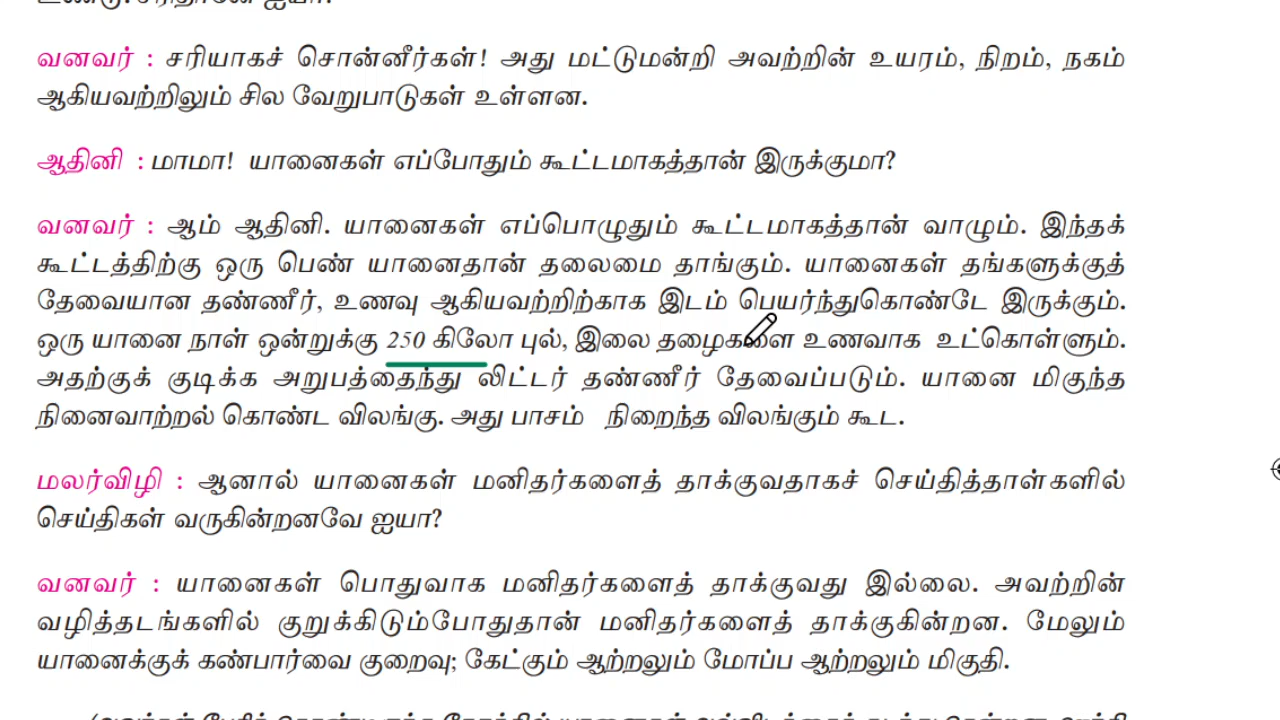 வனவர் : சரியாகச் சொன்னீர்கள்! அது மட்டுமன்றி அவற்றின் உயரம், நிறம், நகம்
ஆகியவற்றிலும் சில வேறுபாடுகள் உள்ளன.
ஆதினி : மாமா! யானைகள் எப்போதும் கூட்டமாகத்தான் இருக்குமா?
வனவர் : ஆம் ஆதினி. யானைகள் எப்பொழுதும் கூட்டமாகத்தான் வாழும். இந்தக்
கூட்டத்திற்கு ஒரு பெண் யானைதான் தலைமை தாங்கும். யானைகள் தங்களுக்குத்
தேவையான தண்ணீர், உணவு ஆகியவற்றிற்காக இடம் பெயர்ந்துகொண்டே இருக்கும்.
ஒரு யானை நாள் ஒன்றுக்கு 250 கிலோ புல், இலை தழைகளை உணவாக உட்கொள்ளும்.
அதற்குக் குடிக்க அறுபத்தைந்து லிட்டர் தண்ணீர் தேவைப்படும். யானை மிகுந்த
நினைவாற்றல் கொண்ட விலங்கு. அது பாசம் நிறைந்த விலங்கும் கூட.
மலர்விழி : ஆனால் யானைகள் மனிதர்களைத் தாக்குவதாகச் செய்தித்தாள்களில்
செய்திகள் வருகின்றனவே ஐயா?
வனவர் : யானைகள் பொதுவாக மனிதர்களைத் தாக்குவது இல்லை. அவற்றின்
வழித்தடங்களில் குறுக்கிடும்போதுதான் மனிதர்களைத் தாக்குகின்றன. மேலும்
யானைக்குக் கண்பார்வை குறைவு; கேட்கும் ஆற்றலும் மோப்ப ஆற்றலும் மிகுதி.